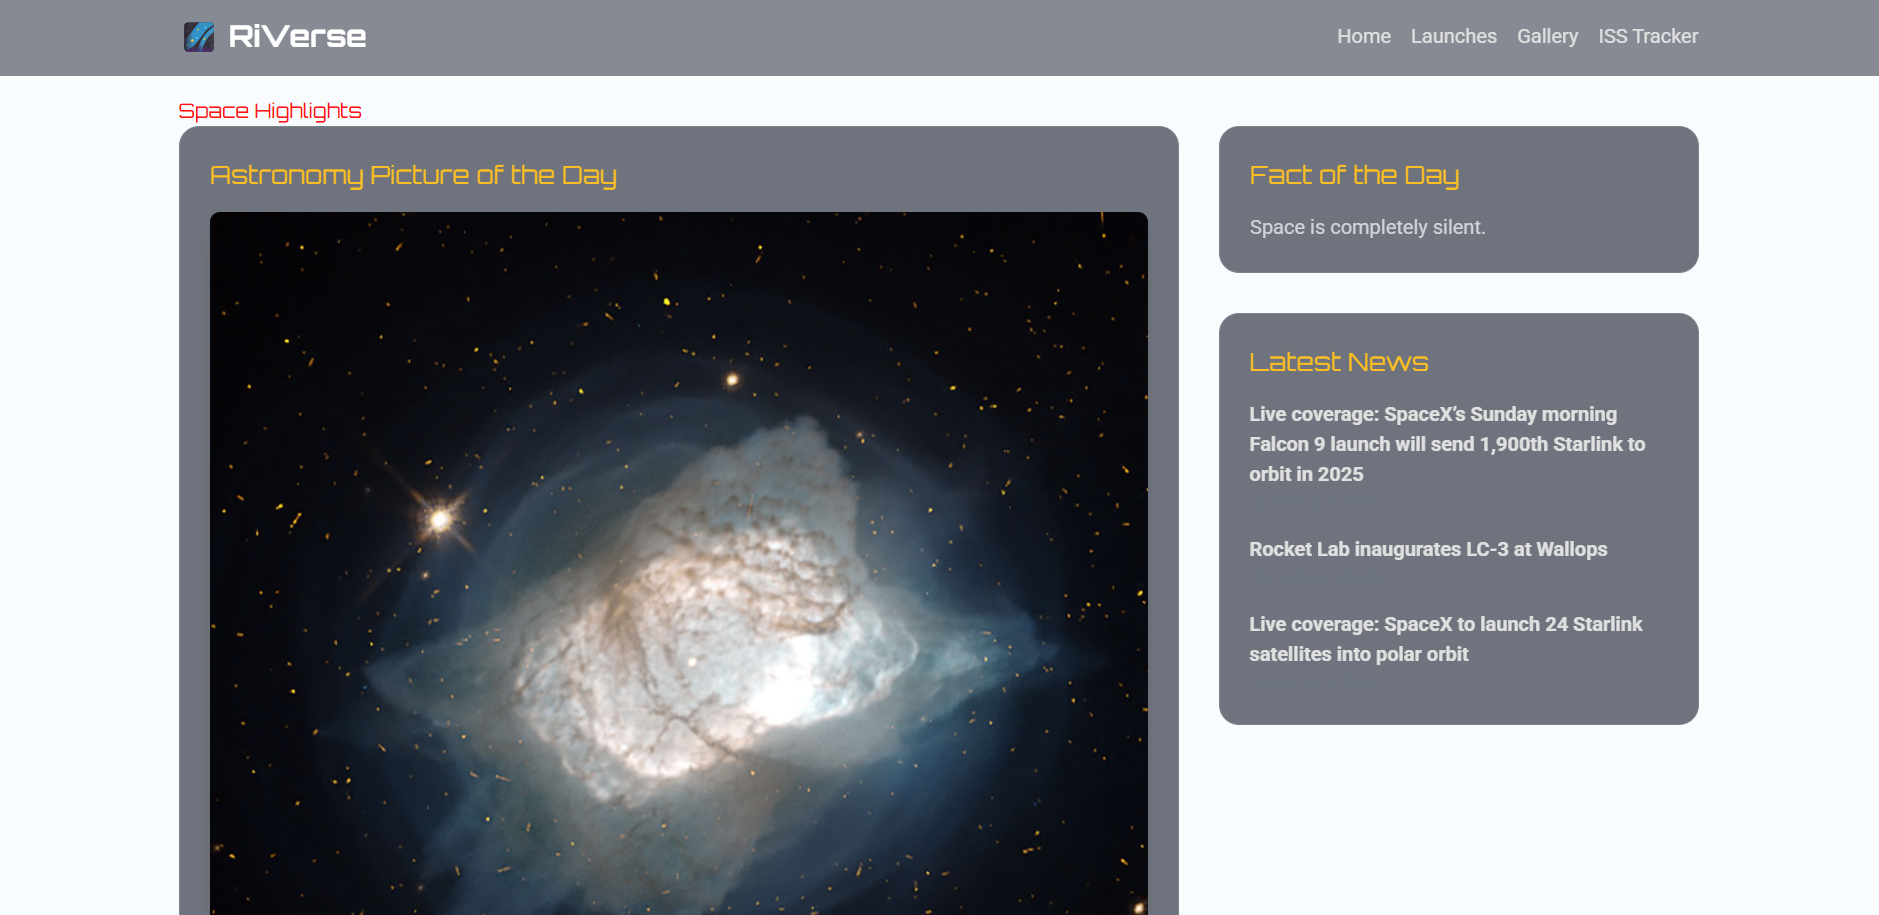 RiVerse
Home Launches Gallery ISS Tracker
Space Highlights
Astronomy Picture of the Day
Fact of the Day
Space is completely silent.
Latest News
Live coverage: SpaceX’s Sunday morning
Falcon 9 launch will send 1,900th Starlink to
orbit in 2025
Rocket Lab inaugurates LC-3 at Wallops
Live coverage: SpaceX to launch 24 Starlink
satellites into polar orbit